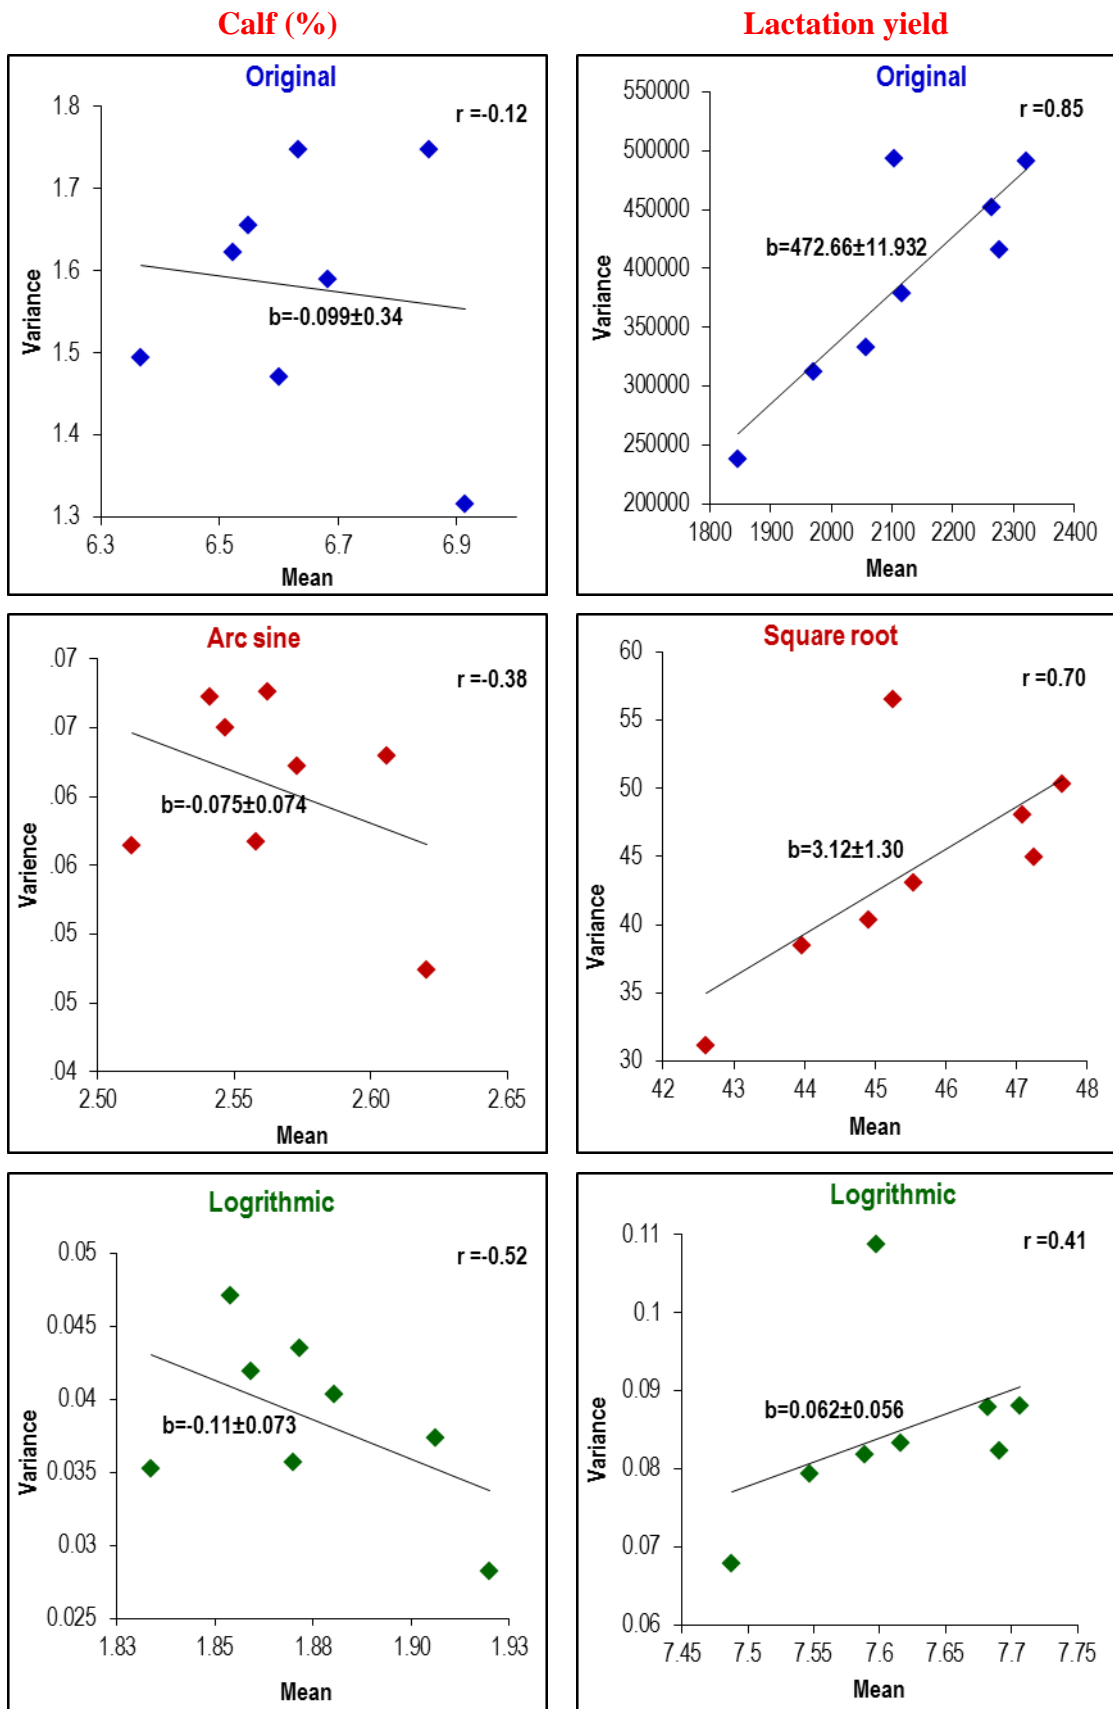 Calf (%)
Lactation yield
Original
r =-0.12
1.8
1.7
1.6
1.5
1.4
1.3
Variance
b=-0.099±0.34
6.3 6.5 6.7 6.9
Mean
Original
r =0.85
550000
500000
450000
400000
350000
300000
250000
200000
Variance
b=472.66±11.932
1800 1900 2000 2100 2200 2300 2400
Mean
Arc sine
r =-0.38
.07
.07
.06
.06
.05
.05
.04
Varience
b=-0.075±0.074
2.50 2.55 2.60 2.65
Mean
Square root
r =0.70
60
55
50
45
40
35
30
Variance
b=3.12±1.30
42 43 44 45 46 47 48
Mean
Logrithmic
r =-0.52
0.05
0.045
0.04
0.035
0.03
0.025
Variance
b=-0.11±0.073
1.83 1.85 1.88 1.90 1.93
Mean
Logrithmic
r =0.41
0.11
0.1
0.09
0.08
0.07
0.06
Variance
b=0.062±0.056
7.45 7.5 7.55 7.6 7.65 7.7 7.75
Mean